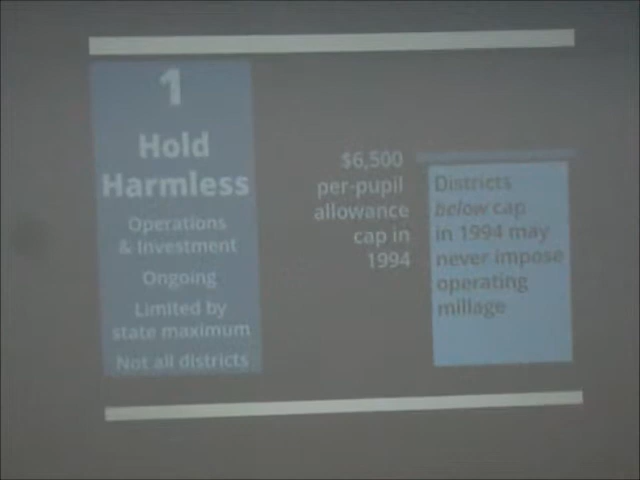 1
Hold
Harmless
Operations
& Investment
Ongoing
Limited by
state maximum
Not all districts
$6,500
per-pupil
allowance
cap in
1994
Districts
below cap
in 1994 may
never impose
operating
millage